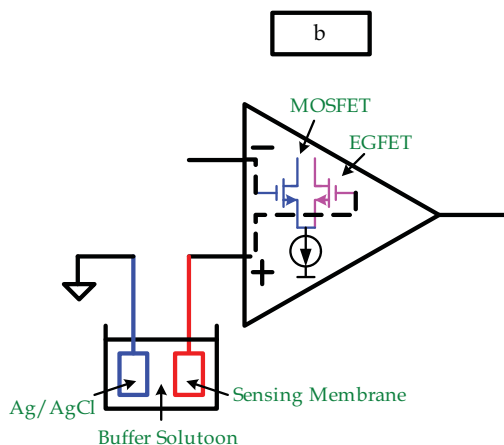 b
MOSFET
EGFET
Ag/AgCl
Sensing Membrane
Buffer Solutoon